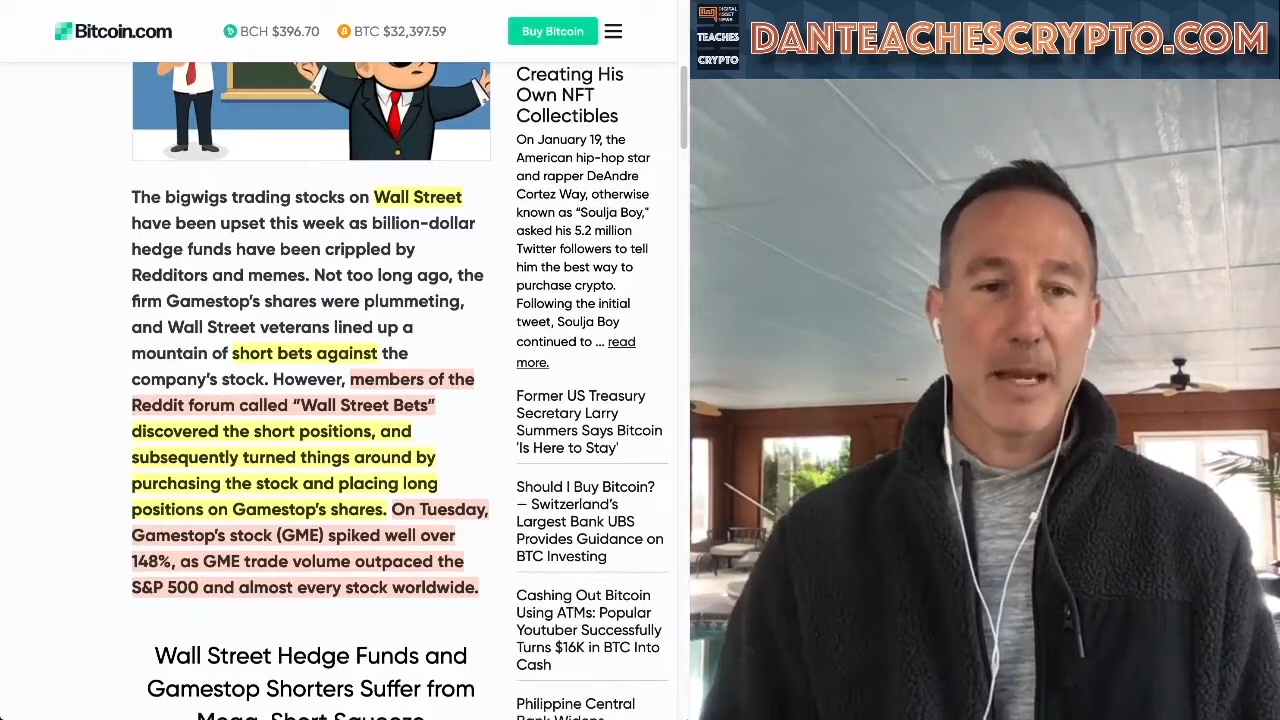 Bitcoin.com
BCH $396.70
BTC $32,397.59
Buy Bitcoin
DIGITAL
ASSET
NEWS
TEACHES
CRYPTO
DANTEACHESCRYPTO.COM
The bigwigs trading stocks on Wall Street
have been upset this week as billion-dollar
hedge funds have been crippled by
Redditors and memes. Not too long ago, the
firm Gamestop’s shares were plummeting,
and Wall Street veterans lined up a
mountain of short bets against the
company’s stock. However, members of the
Reddit forum called “Wall Street Bets”
discovered the short positions, and
subsequently turned things around by
purchasing the stock and placing long
positions on Gamestop’s shares. On Tuesday,
Gamestop’s stock (GME) spiked well over
148%, as GME trade volume outpaced the
S&P 500 and almost every stock worldwide.
Wall Street Hedge Funds and
Gamestop Shorters Suffer from
Mega-Short Squeeze
Creating His
Own NFT
Collectibles
On January 19, the
American hip-hop star
and rapper DeAndre
Cortez Way, otherwise
known as “Soulja Boy,”
asked his 5.2 million
Twitter followers to tell
him the best way to
purchase crypto.
Following the initial
tweet, Soulja Boy
continued to ... read
more.
Former US Treasury
Secretary Larry
Summers Says Bitcoin
'Is Here to Stay'
Should I Buy Bitcoin?
— Switzerland’s
Largest Bank UBS
Provides Guidance on
BTC Investing
Cashing Out Bitcoin
Using ATMs: Popular
Youtuber Successfully
Turns $16K in BTC Into
Cash
Philippine Central
Bank Widens